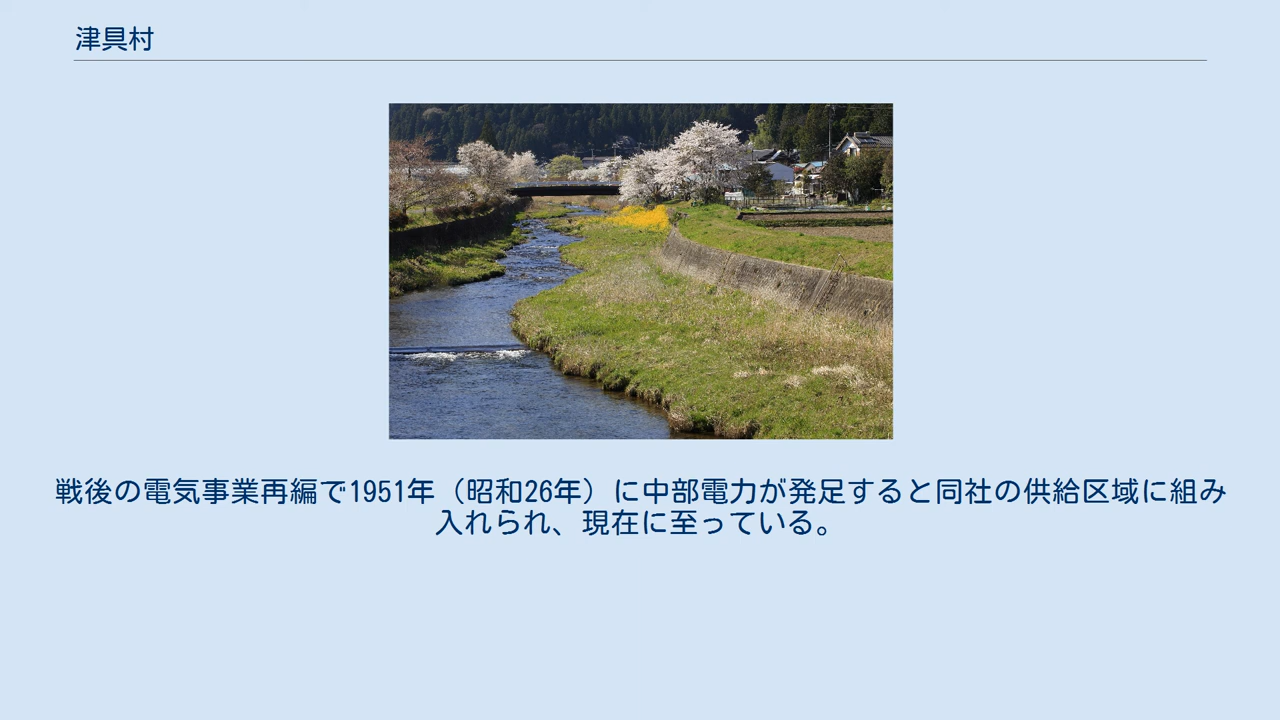 津具村
戦後の電気事業再編で1951年（昭和26年）に中部電力が発足すると同社の供給区域に組み
入れられ、現在に至っている。